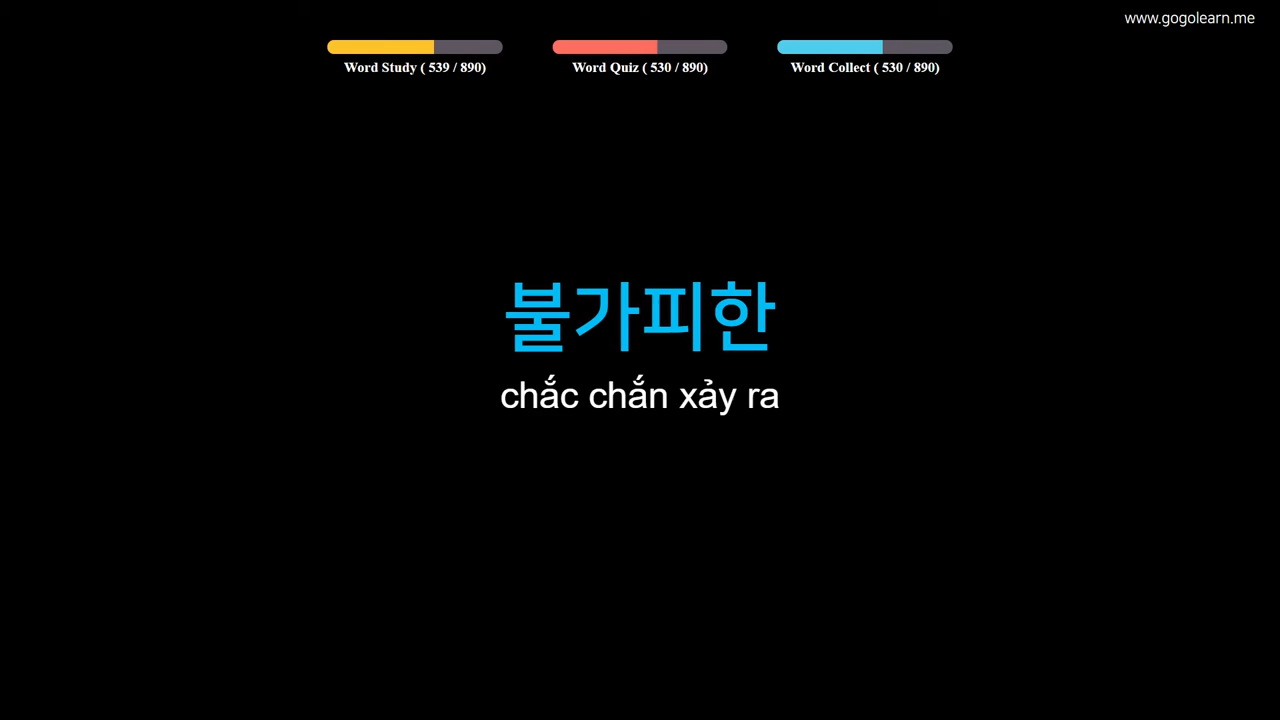 www.gogolearn.me
Word Study ( 539 / 890)
Word Quiz ( 530 / 890)
Word Collect ( 530 / 890)
불가피한
chắc chắn xảy ra